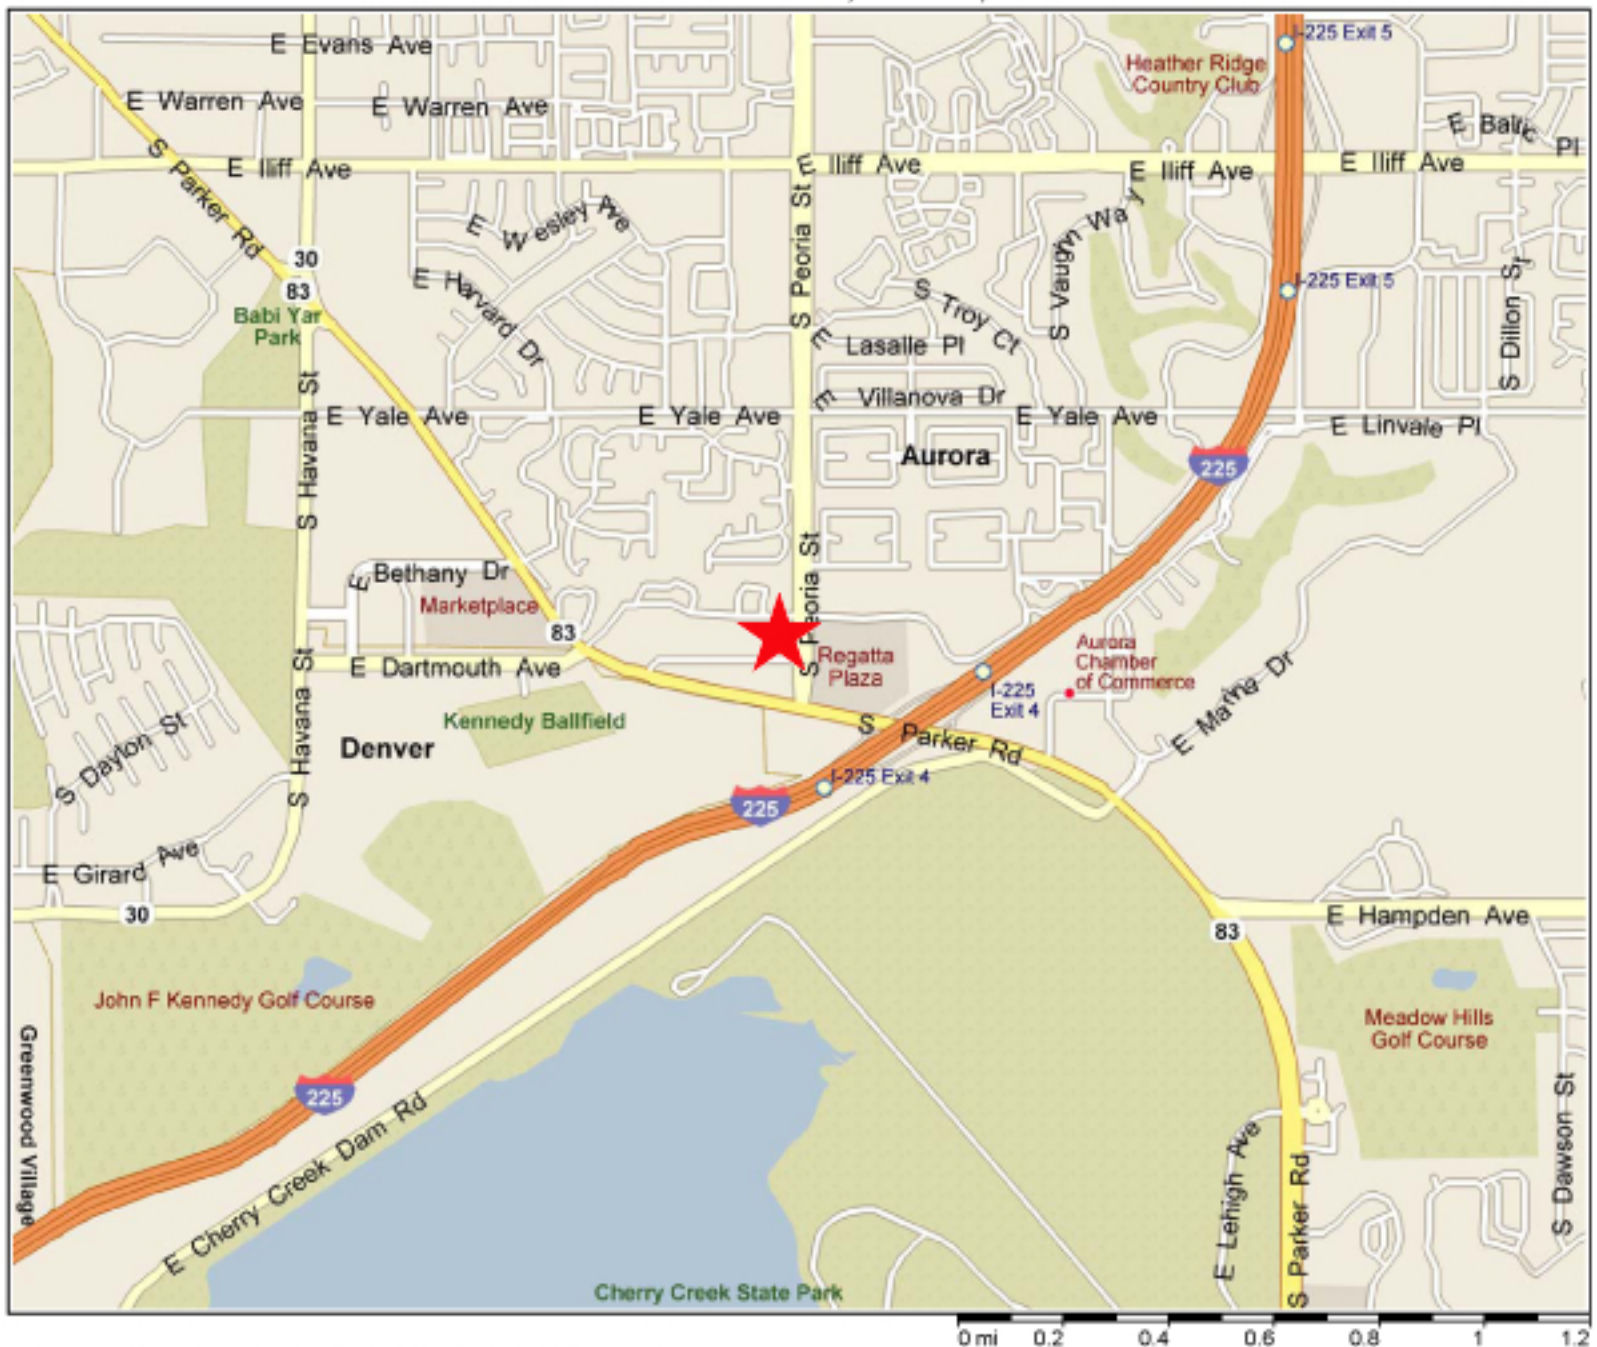 I-225 Exit 5
E Evans Ave
Heather Ridge
Country Club
E Warren Ave
E Warren Ave
E Baltic Pl
S Parker Rd
E Iliff Ave
E Iliff Ave
E Iliff Ave
E Iliff Ave
S Peoria St
E Wesley Ave
S Vaughn Way
30
83
E Harvard Dr
I-225 Exit 5
S Troy Ct
S Dillon St
Babi Yar
Park
E Lasalle Pl
E Villanova Dr
S Havana St
E Yale Ave
E Yale Ave
E Yale Ave
E Linvale Pl
Aurora
225
E Bethany Dr
Marketplace
83
S Peoria St
E Dartmouth Ave
Regatta
Plaza
Aurora
Chamber
of Commerce
I-225
Exit 4
S Havana St
Kennedy Ballfield
S Parker Rd
E Marina Dr
Denver
S Dayton St
I-225 Exit 4
225
E Girard Ave
30
83
E Hampden Ave
John F Kennedy Golf Course
Meadow Hills
Golf Course
Greenwood Village
225
E Cherry Creek Dam Rd
E Lehigh Ave
S Parker Rd
S Dawson St
Cherry Creek State Park
0 mi 0.2 0.4 0.6 0.8 1 1.2